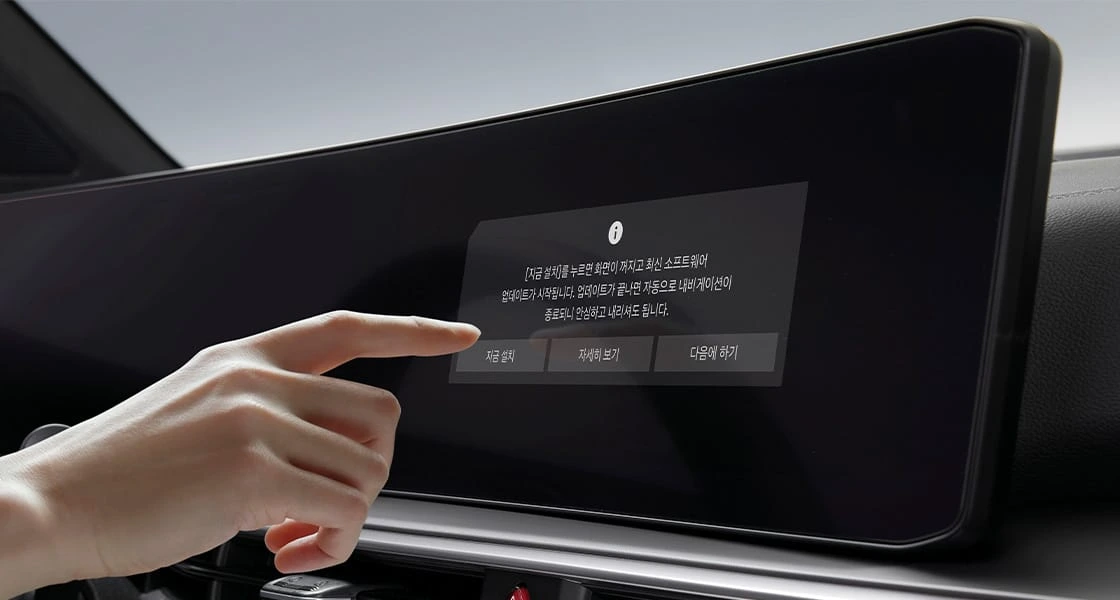 i
[지금 설치]를 누르면 화면이 꺼지고 최신 소프트웨어
업데이트가 시작됩니다. 업데이트가 끝나면 자동으로 내비게이션이
종료되니 안심하고 내리셔도 됩니다.
지금 설치
자세히 보기
다음에 하기